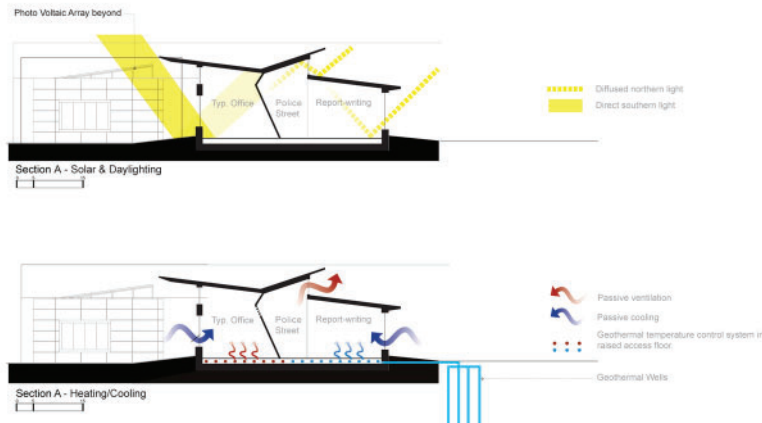 Photo Voltaic Array beyond
Typ. Office
Police
Street
Report-writing
Diffused northern light
Direct southern light
Section A - Solar & Daylighting
Typ. Office
Police
Street
Report-writing
Passive ventilation
Passive cooling
Geothermal temperature control system in
raised access floor
Geothermal Wells
Section A - Heating/Cooling